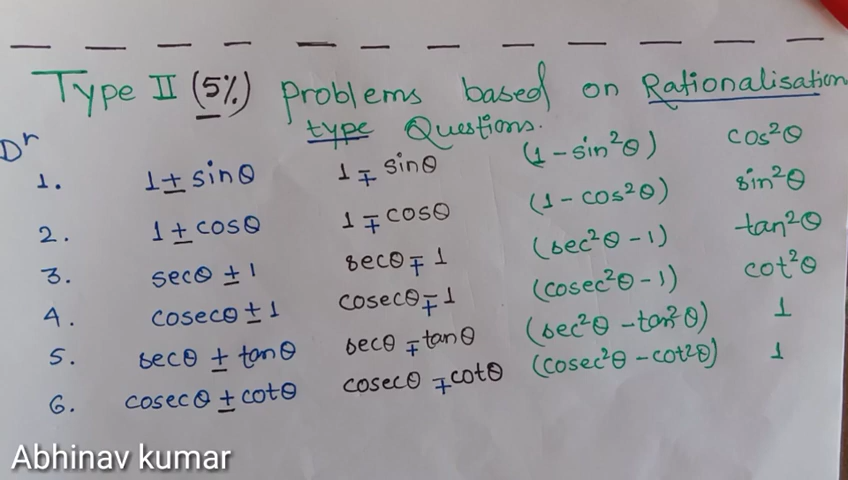 Type II (5%) problems based on Rationalisation
type Questions.
Dr
1. 1 ± sinθ 1 ∓ sinθ (1 - sin²θ) cos²θ
2. 1 ± cosθ 1 ∓ cosθ (1 - cos²θ) sin²θ
3. secθ ± 1 secθ ∓ 1 (sec²θ - 1) tan²θ
4. cosecθ ± 1 cosecθ ∓ 1 (cosec²θ - 1) cot²θ
5. secθ ± tanθ secθ ∓ tanθ (sec²θ - tan²θ) 1
6. cosecθ ± cotθ cosecθ ∓ cotθ (cosec²θ - cot²θ) 1
Abhinav kumar